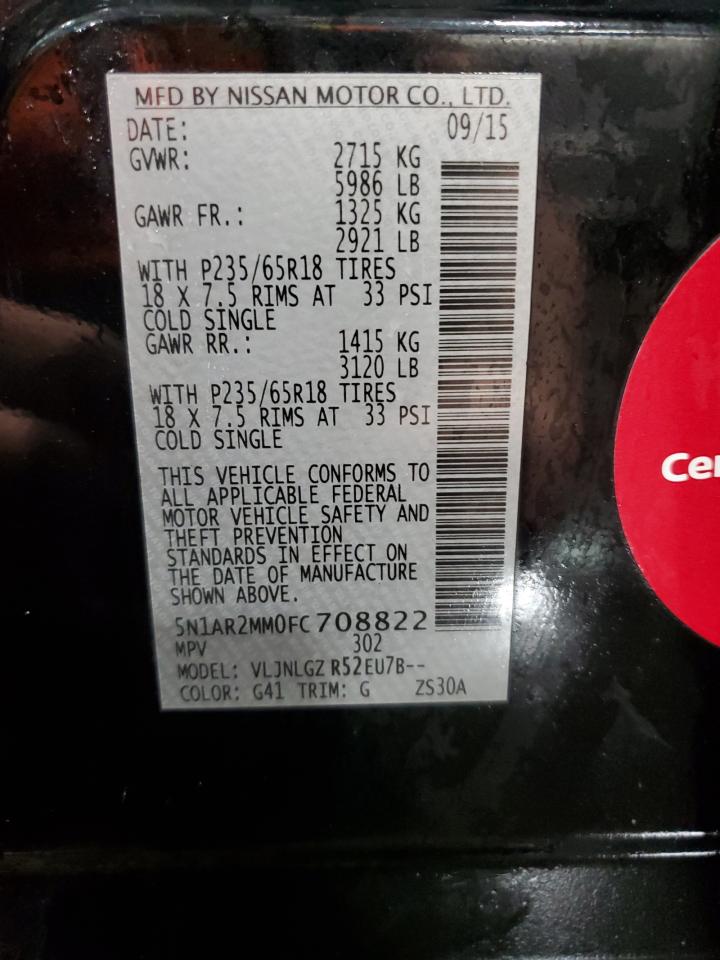 MFD BY NISSAN MOTOR CO., LTD.
DATE: 09/15
GVWR: 2715 KG
5986 LB
GAWR FR.: 1325 KG
2921 LB
WITH P235/65R18 TIRES
18 X 7.5 RIMS AT 33 PSI
COLD SINGLE
GAWR RR.: 1415 KG
3120 LB
WITH P235/65R18 TIRES
18 X 7.5 RIMS AT 33 PSI
COLD SINGLE
THIS VEHICLE CONFORMS TO
ALL APPLICABLE FEDERAL
MOTOR VEHICLE SAFETY AND
THEFT PREVENTION
STANDARDS IN EFFECT ON
THE DATE OF MANUFACTURE
SHOWN ABOVE.
5N1AR2MM0FC708822
MPV 302
MODEL: VLJNLGZ R52EU7B--
COLOR: G41 TRIM: G ZS30A